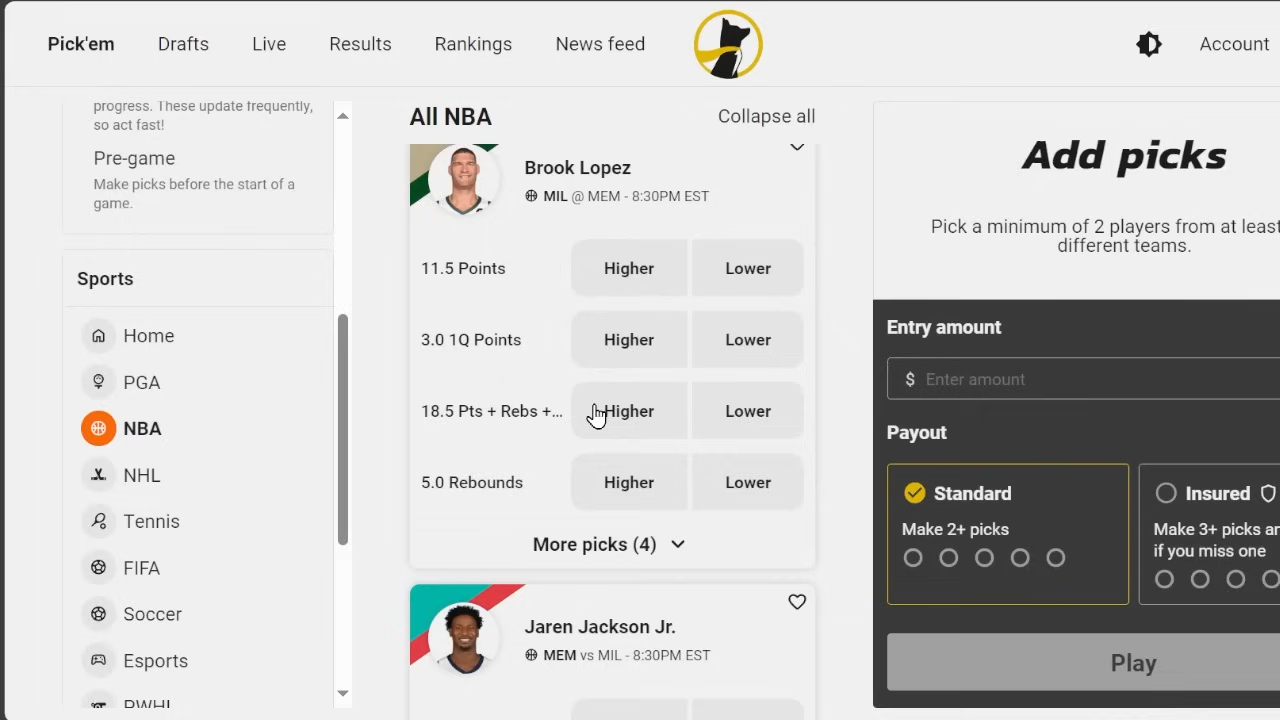 Pick'em Drafts Live Results Rankings News feed Account
progress. These update frequently,
so act fast!
Pre-game
Make picks before the start of a
game.
Sports
Home
PGA
NBA
NHL
Tennis
FIFA
Soccer
Esports
PWHL
All NBA Collapse all
Brook Lopez
MIL @ MEM - 8:30PM EST
11.5 Points Higher Lower
3.0 1Q Points Higher Lower
18.5 Pts + Rebs +... Higher Lower
5.0 Rebounds Higher Lower
More picks (4)
Jaren Jackson Jr.
MEM vs MIL - 8:30PM EST
Add picks
Pick a minimum of 2 players from at least
different teams.
Entry amount
$ Enter amount
Payout
Standard
Make 2+ picks
Insured
Make 3+ picks
if you miss one
Play